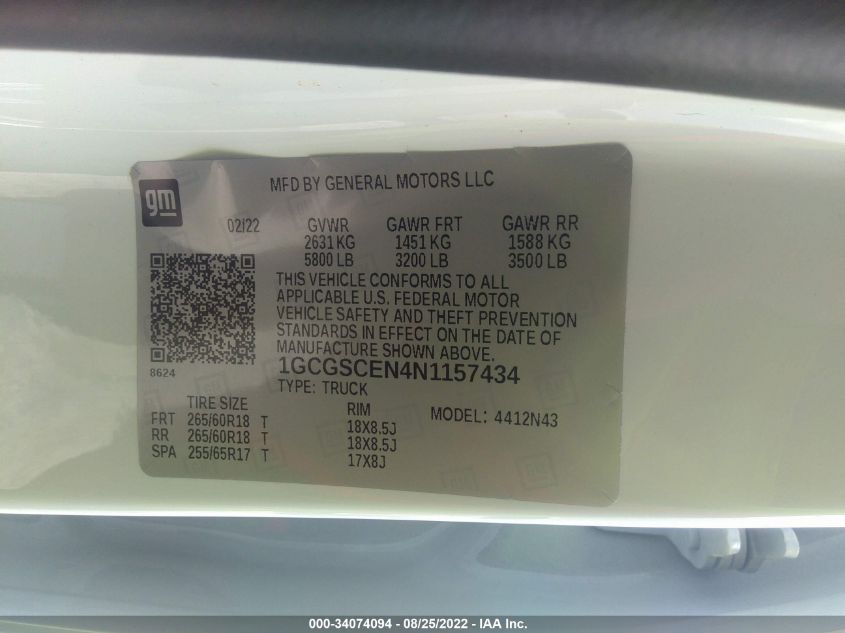 gm
MFD BY GENERAL MOTORS LLC
02/22 GVWR GAWR FRT GAWR RR
2631 KG 1451 KG 1588 KG
5800 LB 3200 LB 3500 LB
THIS VEHICLE CONFORMS TO ALL
APPLICABLE U.S. FEDERAL MOTOR
VEHICLE SAFETY AND THEFT PREVENTION
STANDARDS IN EFFECT ON THE DATE OF
MANUFACTURE SHOWN ABOVE.
8624
1GCGSCEN4N1157434
TYPE: TRUCK
TIRE SIZE RIM MODEL: 4412N43
FRT 265/60R18 T 18X8.5J
RR 265/60R18 T 18X8.5J
SPA 255/65R17 T 17X8J
000-34074094 - 08/25/2022 - IAA Inc.